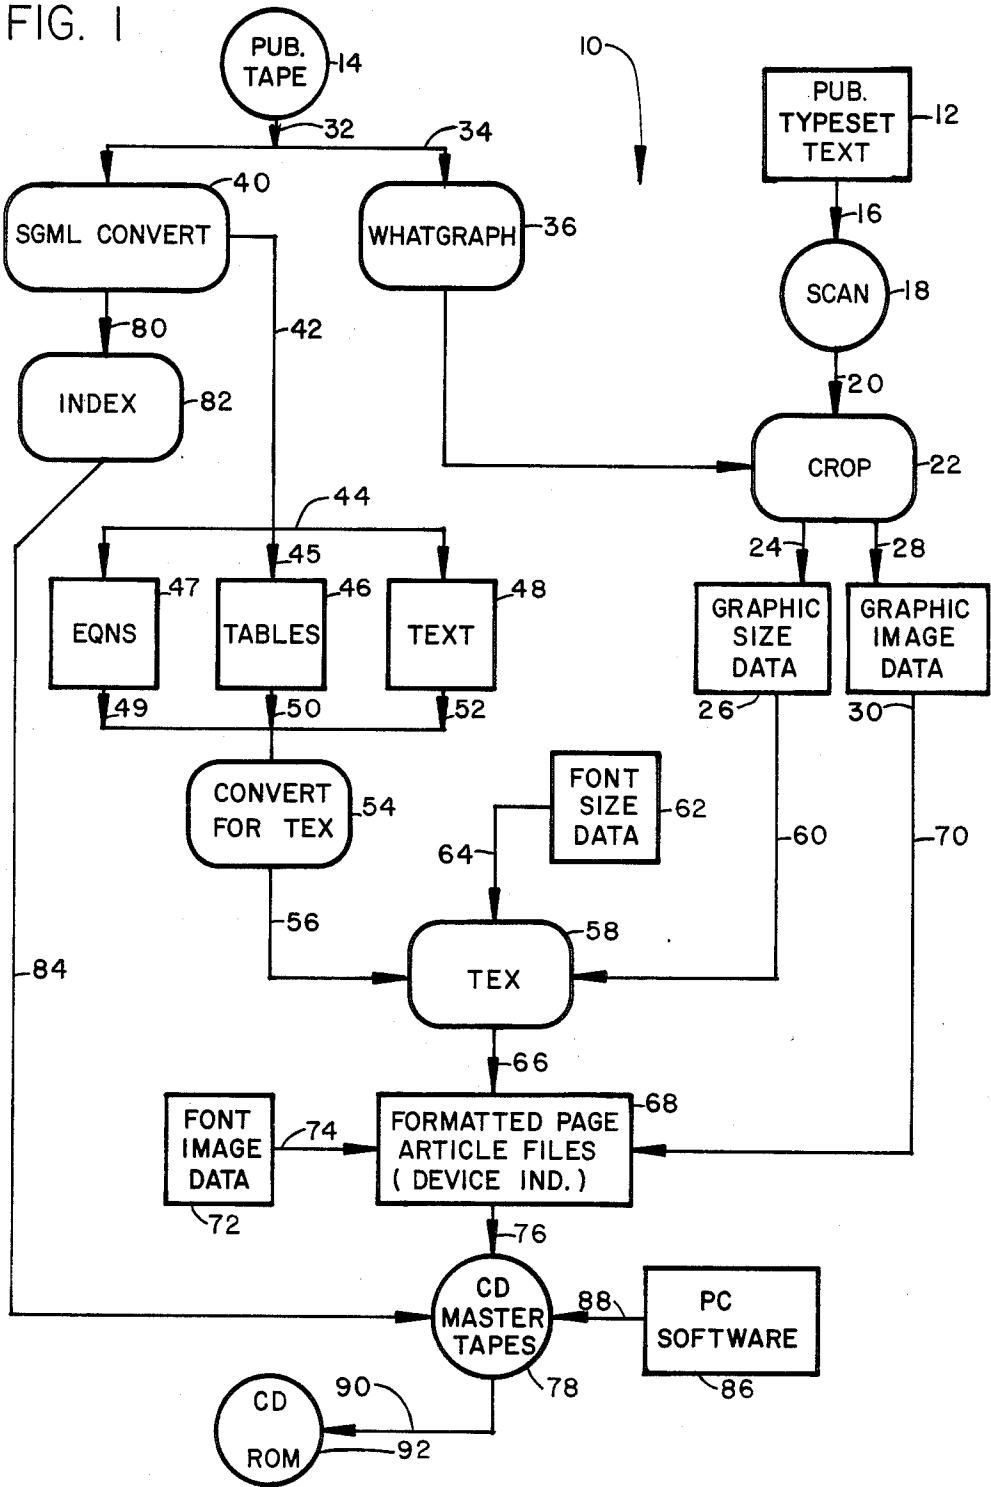 FIG. 1
PUB.
TAPE
14
10
PUB.
TYPESET
TEXT
12
32
34
16
40
SGML CONVERT
WHATGRAPH
36
SCAN
18
80
42
20
INDEX
82
CROP
22
44
24
28
45
47
46
48
EQNS
TABLES
TEXT
GRAPHIC
SIZE
DATA
GRAPHIC
IMAGE
DATA
49
50
52
26
30
CONVERT
FOR TEX
54
FONT
SIZE
DATA
62
64
60
70
56
58
TEX
84
66
FONT
IMAGE
DATA
74
68
FORMATTED PAGE
ARTICLE FILES
(DEVICE IND.)
72
76
CD
MASTER
TAPES
88
PC
SOFTWARE
78
86
90
CD
ROM
92